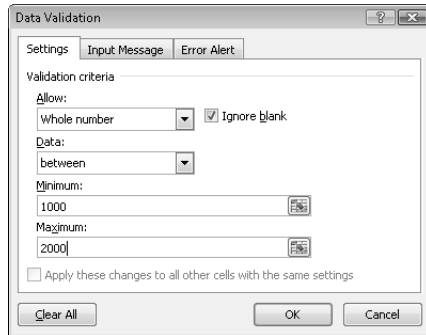 Data Validation
Settings Input Message Error Alert
Validation criteria
Allow:
Whole number Ignore blank
Data:
between
Minimum:
1000
Maximum:
2000
Apply these changes to all other cells with the same settings
Clear All OK Cancel